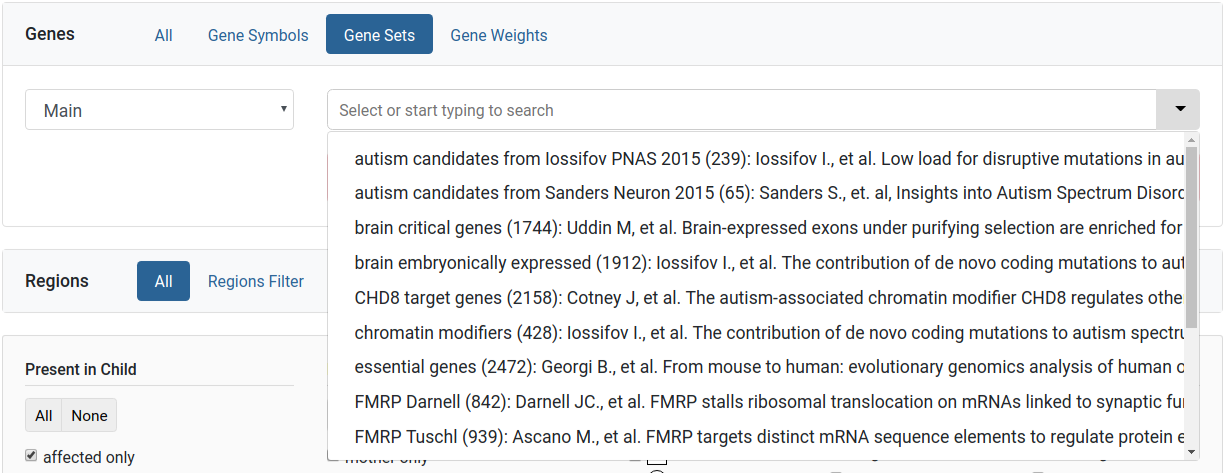 Genes All Gene Symbols Gene Sets Gene Weights
Main Select or start typing to search
autism candidates from Iossifov PNAS 2015 (239): Iossifov I., et al. Low load for disruptive mutations in au
autism candidates from Sanders Neuron 2015 (65): Sanders S., et. al, Insights into Autism Spectrum Disord
brain critical genes (1744): Uddin M, et al. Brain-expressed exons under purifying selection are enriched for
brain embryonically expressed (1912): Iossifov I., et al. The contribution of de novo coding mutations to aut
Regions All Regions Filter
CHD8 target genes (2158): Cotney J, et al. The autism-associated chromatin modifier CHD8 regulates othe
chromatin modifiers (428): Iossifov I., et al. The contribution of de novo coding mutations to autism spectru
essential genes (2472): Georgi B., et al. From mouse to human: evolutionary genomics analysis of human o
Present in Child
FMRP Darnell (842): Darnell JC., et al. FMRP stalls ribosomal translocation on mRNAs linked to synaptic fun
All None
FMRP Tuschl (939): Ascano M., et al. FMRP targets distinct mRNA sequence elements to regulate protein e
affected only mother only